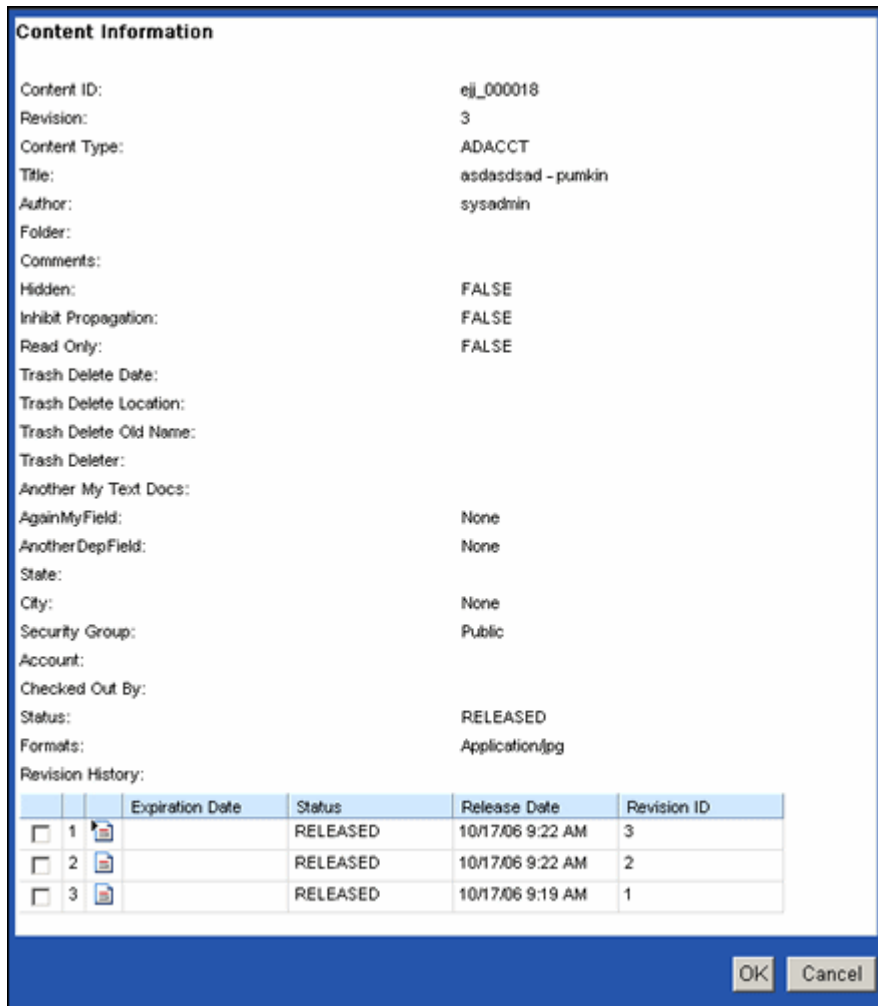 Content Information
Content ID: ejj_000018
Revision: 3
Content Type: ADACCT
Title: asdasdsad - pumkin
Author: sysadmin
Folder:
Comments:
Hidden: FALSE
Inhibit Propagation: FALSE
Read Only: FALSE
Trash Delete Date:
Trash Delete Location:
Trash Delete Old Name:
Trash Deleter:
Another My Text Docs:
AgainMyField: None
AnotherDepField: None
State:
City: None
Security Group: Public
Account:
Checked Out By:
Status: RELEASED
Formats: Application/jpg
Revision History:
Expiration Date Status Release Date Revision ID
1 RELEASED 10/17/06 9:22 AM 3
2 RELEASED 10/17/06 9:22 AM 2
3 RELEASED 10/17/06 9:19 AM 1
OK Cancel